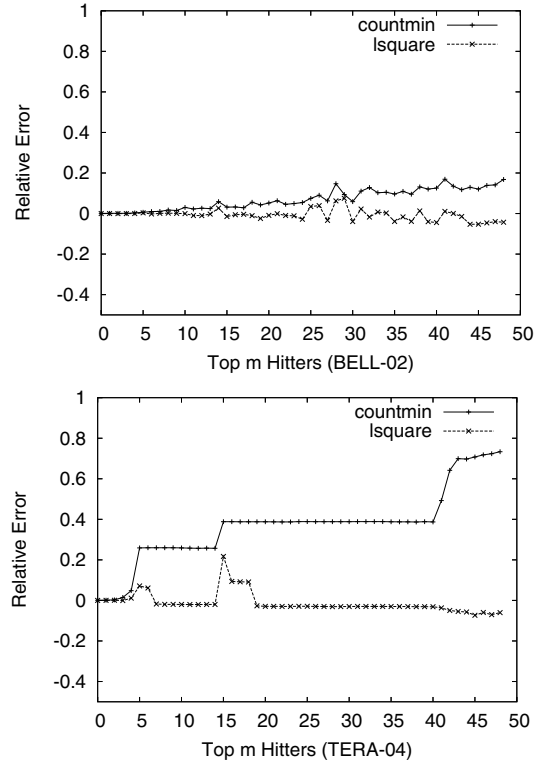 1
0.8
0.6
0.4
0.2
0
-0.2
-0.4
Relative Error
countmin
lsquare
0 5 10 15 20 25 30 35 40 45 50
Top m Hitters (BELL-02)
1
0.8
0.6
0.4
0.2
0
-0.2
-0.4
Relative Error
countmin
lsquare
0 5 10 15 20 25 30 35 40 45 50
Top m Hitters (TERA-04)